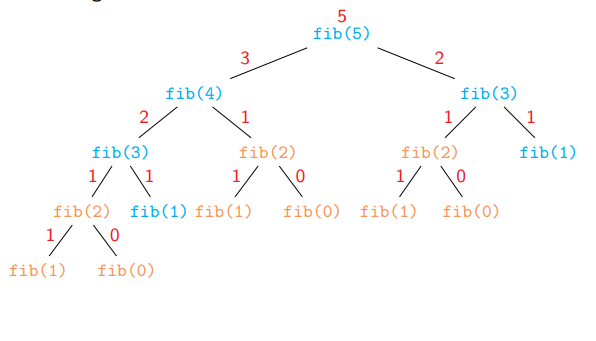 5
fib(5)
3 2
fib(4) fib(3)
2 1 1 1
fib(3) fib(2) fib(2) fib(1)
1 1 1 0 1 0
fib(2) fib(1) fib(1) fib(0) fib(1) fib(0)
1 0
fib(1) fib(0)